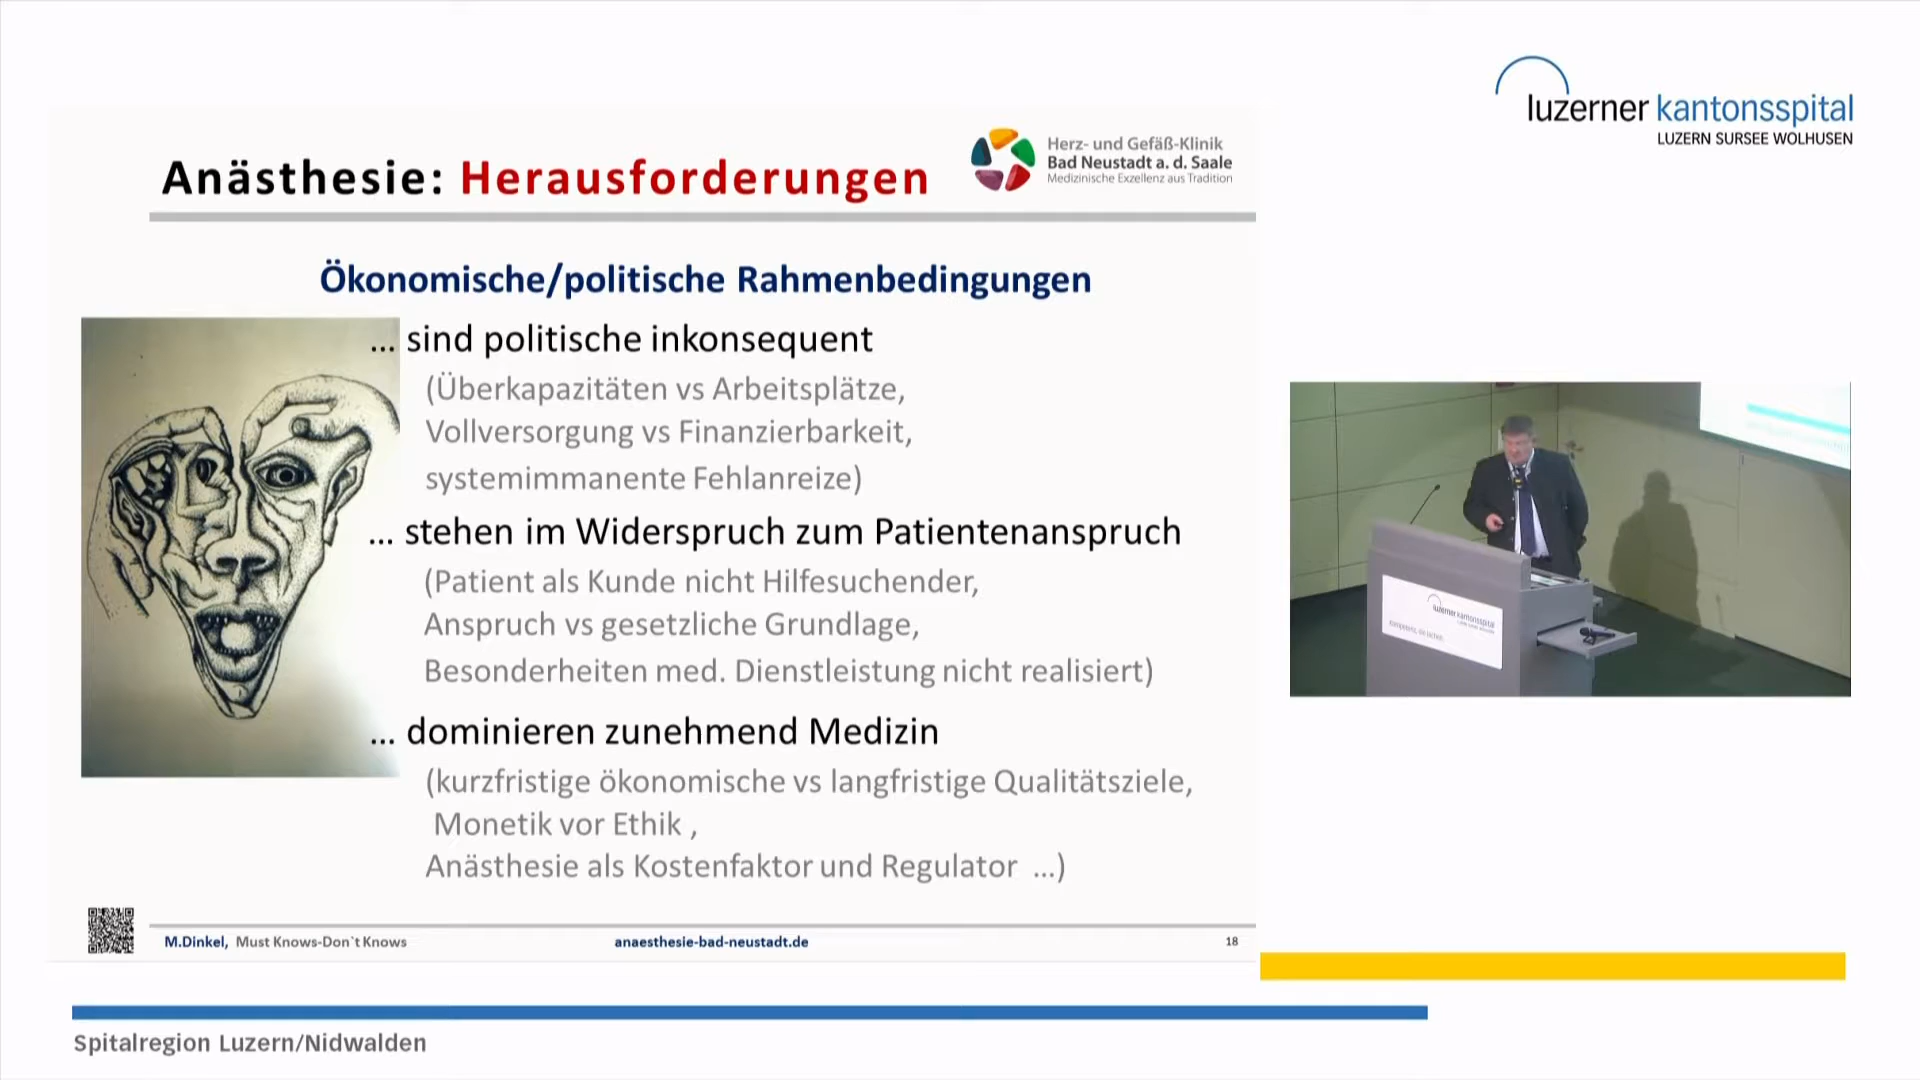 luzerner kantonsspital
LUZERN SURSEE WOLHUSEN
Anästhesie: Herausforderungen
Herz- und Gefäß-Klinik
Bad Neustadt a. d. Saale
Medizinische Exzellenz aus Tradition
Ökonomische/politische Rahmenbedingungen
... sind politische inkonsequent
(Überkapazitäten vs Arbeitsplätze,
Vollversorgung vs Finanzierbarkeit,
systemimmanente Fehlanreize)
... stehen im Widerspruch zum Patientenanspruch
(Patient als Kunde nicht Hilfesuchender,
Anspruch vs gesetzliche Grundlage,
Besonderheiten med. Dienstleistung nicht realisiert)
... dominieren zunehmend Medizin
(kurzfristige ökonomische vs langfristige Qualitätsziele,
Monetik vor Ethik ,
Anästhesie als Kostenfaktor und Regulator ...)
M.Dinkel, Must Knows-Don`t Knows
anaesthesie-bad-neustadt.de
18
luzerner kantonsspital
Spitalregion Luzern/Nidwalden